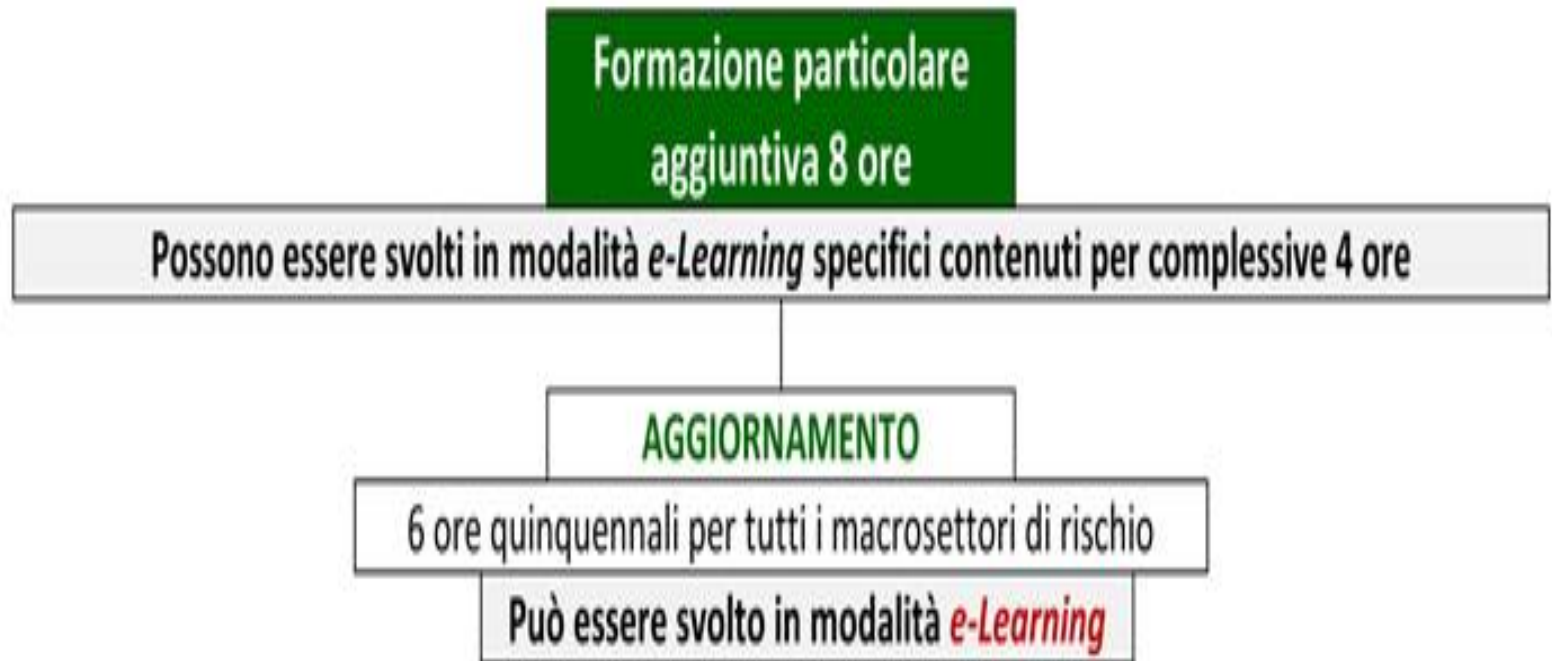 Formazione particolare
aggiuntiva 8 ore
Possono essere svolti in modalità e-Learning specifici contenuti per complessive 4 ore
AGGIORNAMENTO
6 ore quinquennali per tutti i macrosettori di rischio
Può essere svolto in modalità e-Learning